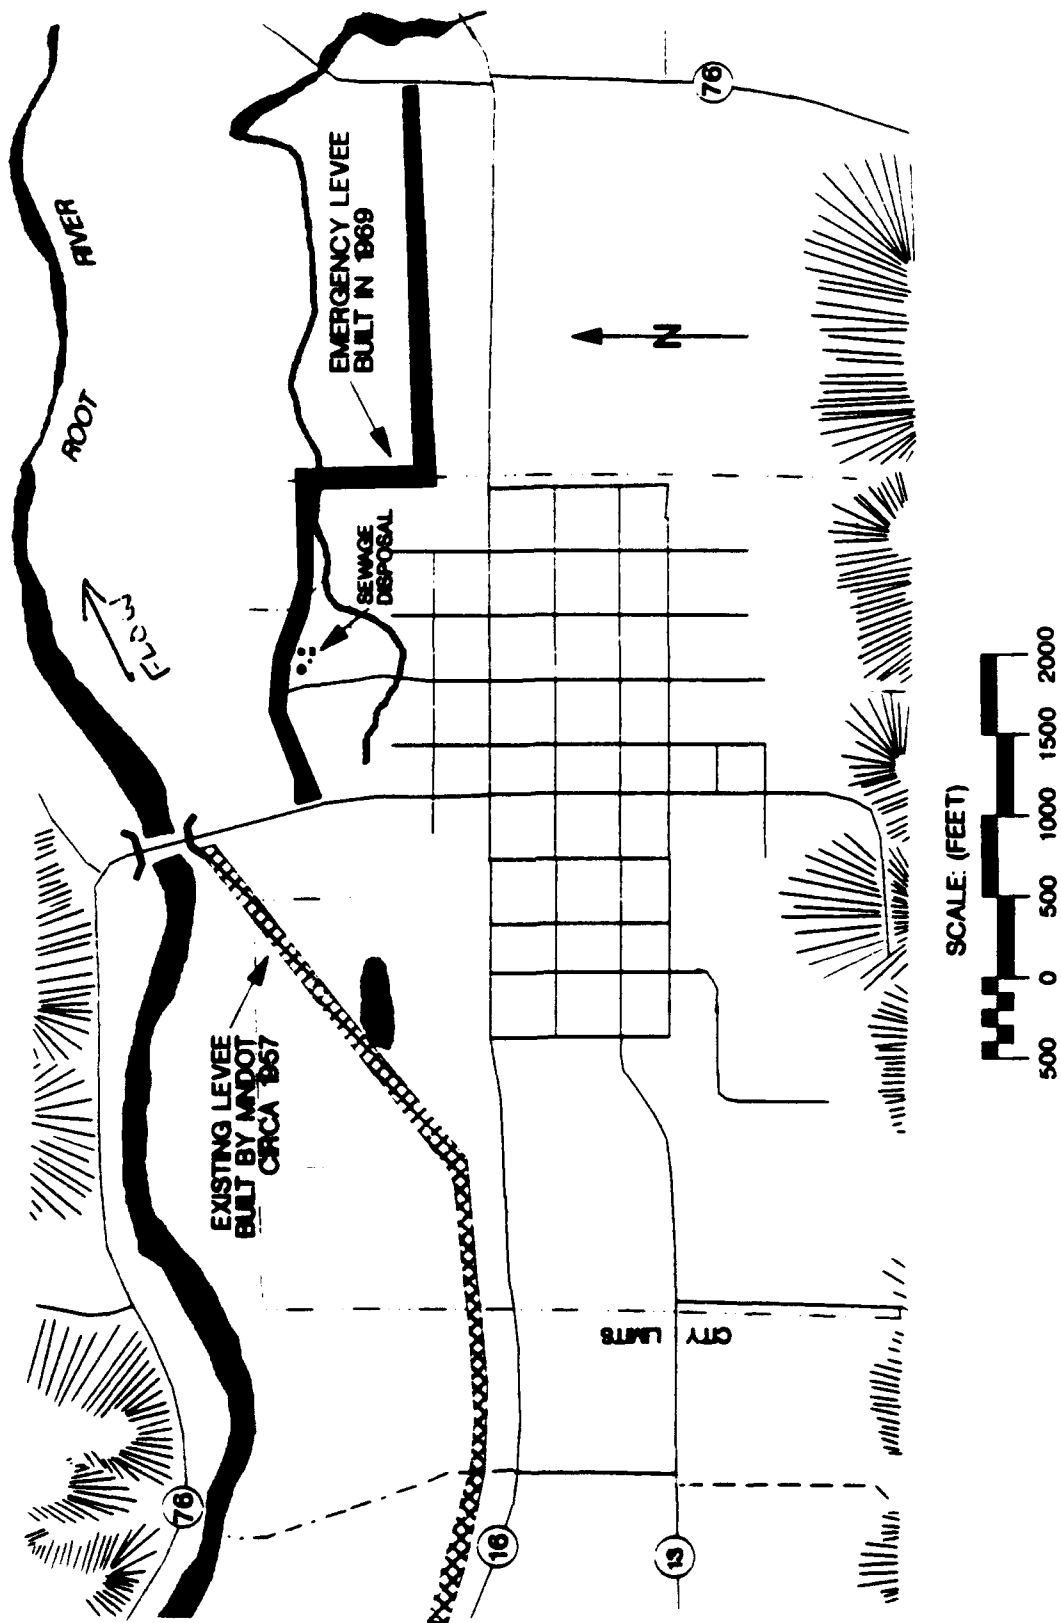 ROOT RIVER
FLOW
EMERGENCY LEVEE
BUILT IN 1969
SEWAGE
DISPOSAL
EXISTING LEVEE
BUILT BY MNDOT
CIRCA 1957
N
76
76
16
13
CITY LIMITS
SCALE: (FEET)
500 0 500 1000 1500 2000